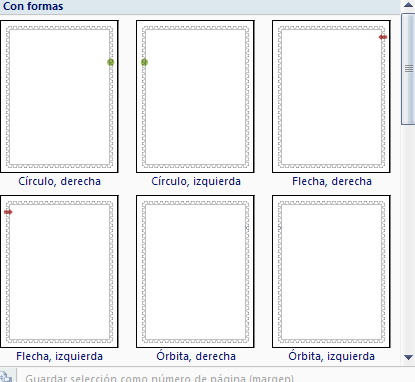 Con formas
Círculo, derecha
Círculo, izquierda
Flecha, derecha
Flecha, izquierda
Órbita, derecha
Órbita, izquierda
Guardar selección como número de página (margen)